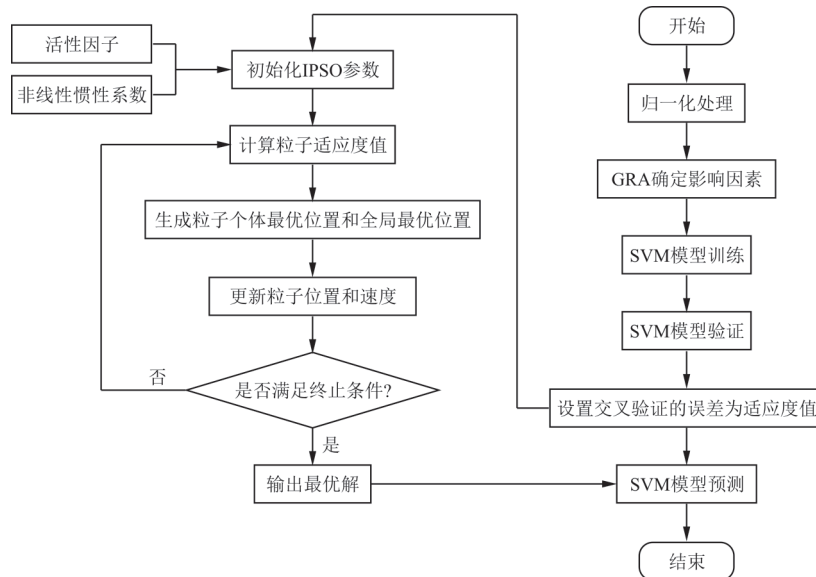 活性因子
非线性惯性系数
初始化IPSO参数
计算粒子适应度值
生成粒子个体最优位置和全局最优位置
更新粒子位置和速度
是否满足终止条件?
否
是
输出最优解
开始
归一化处理
GRA确定影响因素
SVM模型训练
SVM模型验证
设置交叉验证的误差为适应度值
SVM模型预测
结束